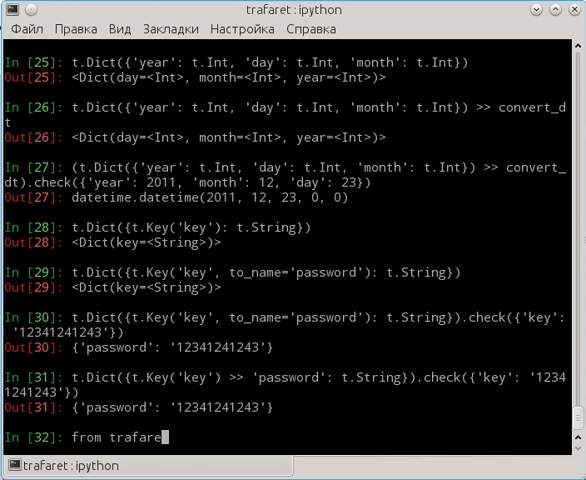 trafaret : ipython
Файл Правка Вид Закладки Настройка Справка
In [25]: t.Dict({'year': t.Int, 'day': t.Int, 'month': t.Int})
Out[25]: <Dict(day=<Int>, month=<Int>, year=<Int>)>
In [26]: t.Dict({'year': t.Int, 'day': t.Int, 'month': t.Int}) >> convert_d
t
Out[26]: <Dict(day=<Int>, month=<Int>, year=<Int>)>
In [27]: (t.Dict({'year': t.Int, 'day': t.Int, 'month': t.Int}) >> convert_
dt).check({'year': 2011, 'month': 12, 'day': 23})
Out[27]: datetime.datetime(2011, 12, 23, 0, 0)
In [28]: t.Dict({t.Key('key'): t.String})
Out[28]: <Dict(key=<String>)>
In [29]: t.Dict({t.Key('key', to_name='password'): t.String})
Out[29]: <Dict(key=<String>)>
In [30]: t.Dict({t.Key('key', to_name='password'): t.String}).check({'key':
'12341241243'})
Out[30]: {'password': '12341241243'}
In [31]: t.Dict({t.Key('key') >> 'password': t.String}).check({'key': '1234
1241243'})
Out[31]: {'password': '12341241243'}
In [32]: from trafare
trafaret : ipython